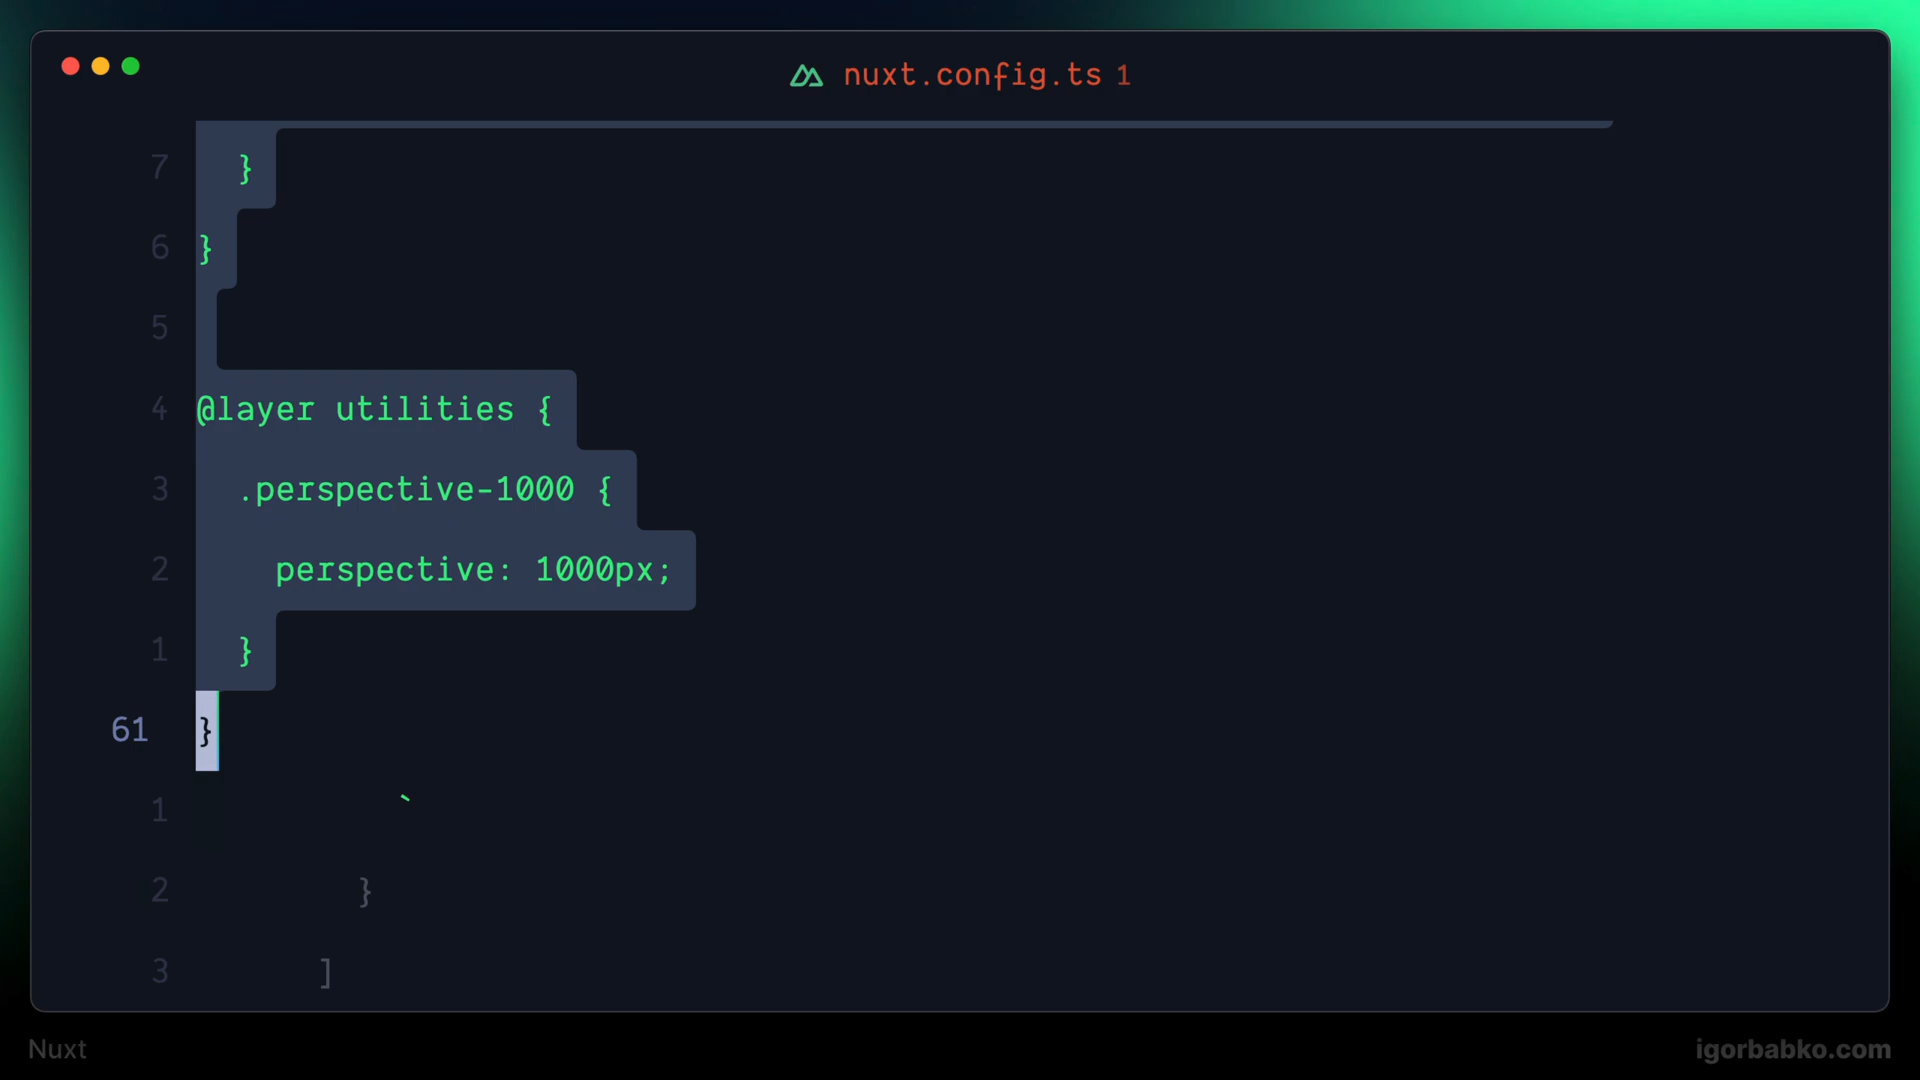 nuxt.config.ts 1
7 }
6 }
5
4 @layer utilities {
3 .perspective-1000 {
2 perspective: 1000px;
1 }
61 }
1 `
2 }
3 ]
Nuxt
igorbabko.com